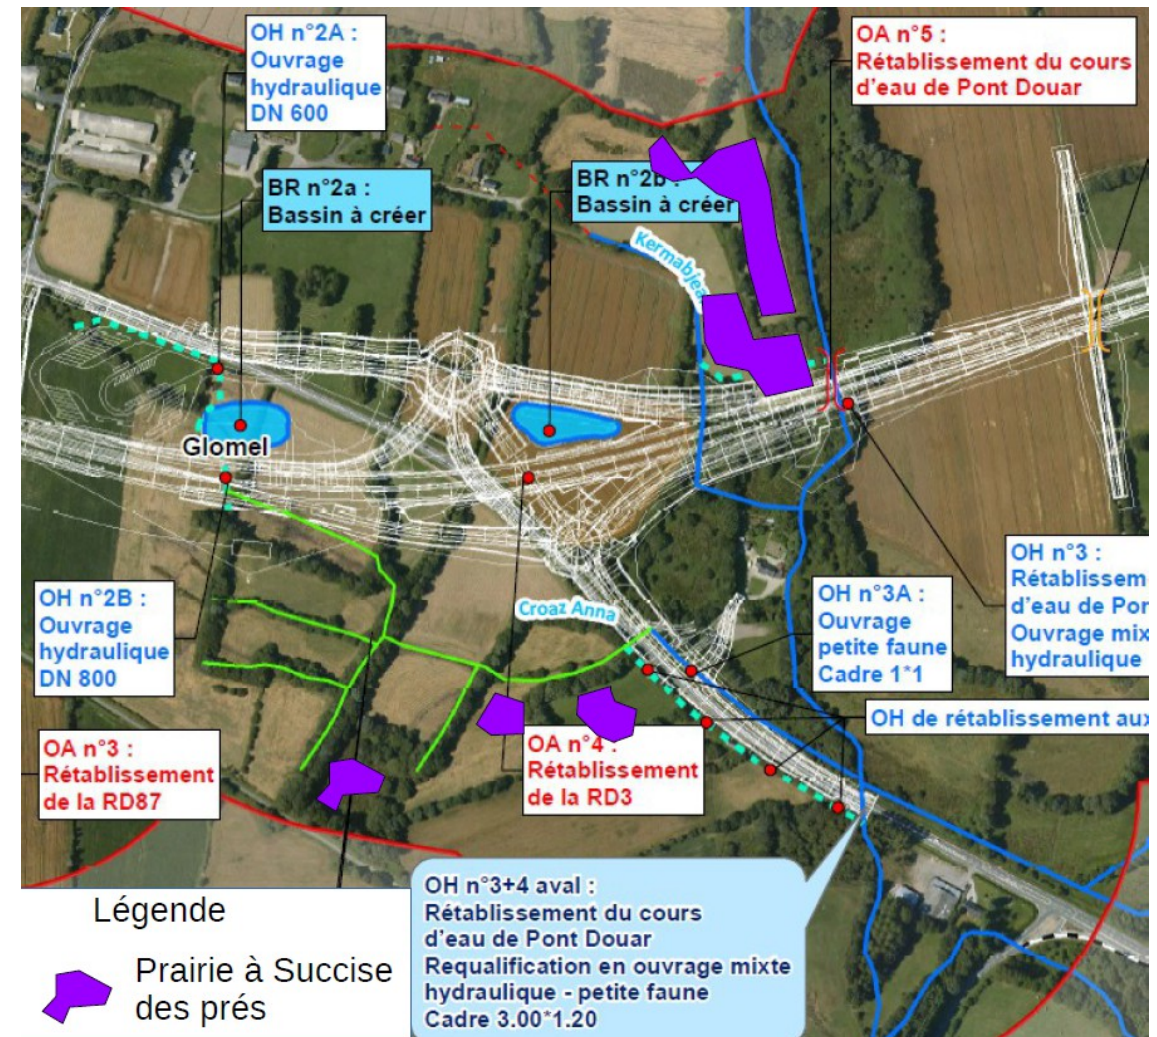 OH n°2A :
Ouvrage
hydraulique
DN 600
OA n°5 :
Rétablissement du cours
d'eau de Pont Douar
BR n°2a :
Bassin à créer
BR n°2b :
Bassin à créer
Kermabjea
Glomel
OH n°2B :
Ouvrage
hydraulique
DN 800
Croaz Anna
OH n°3A :
Ouvrage
petite faune
Cadre 1*1
OH n°3 :
Rétablissem
d'eau de Pon
Ouvrage mix
hydraulique
OH de rétablissement aux
OA n°3 :
Rétablissement
de la RD87
OA n°4 :
Rétablissement
de la RD3
OH n°3+4 aval :
Rétablissement du cours
d'eau de Pont Douar
Requalification en ouvrage mixte
hydraulique - petite faune
Cadre 3.00*1.20
Légende
Prairie à Succise
des prés